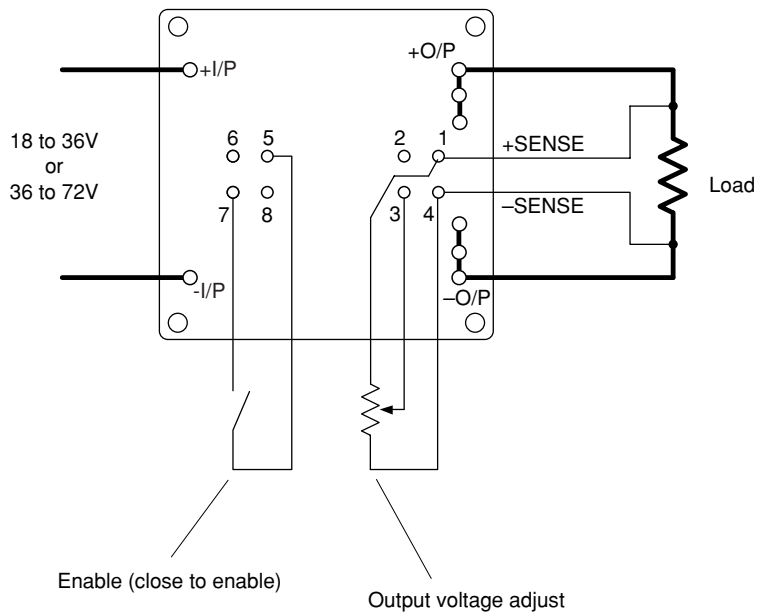 +O/P
+I/P
18 to 36V
or
36 to 72V
6 5
2 1
+SENSE
7 8
3 4
–SENSE
Load
-I/P
–O/P
Enable (close to enable)
Output voltage adjust